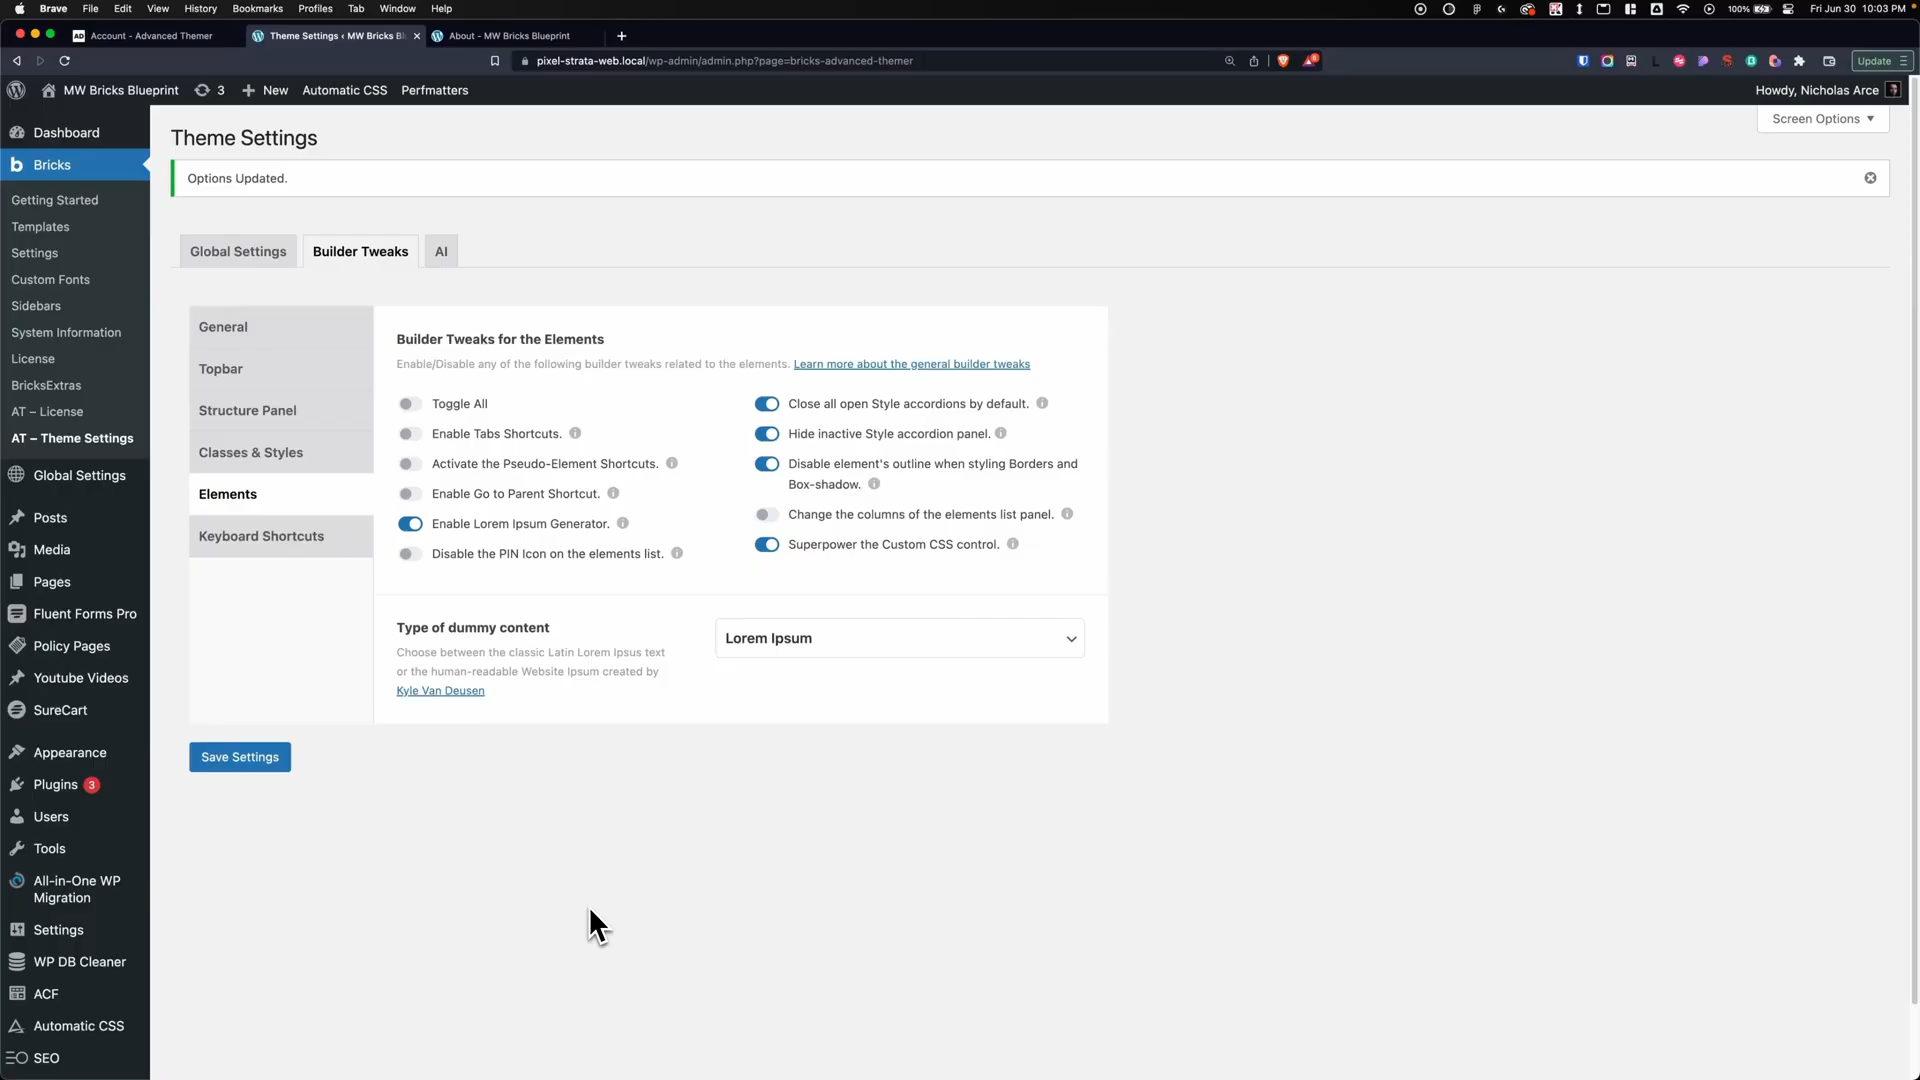 Brave File Edit View History Bookmarks Profiles Tab Window Help 100% Fri Jun 30 10:03 PM
AD Account - Advanced Themer
Theme Settings ‹ MW Bricks Bl
About - MW Bricks Blueprint
pixel-strata-web.local/wp-admin/admin.php?page=bricks-advanced-themer
Update
MW Bricks Blueprint 3 New Automatic CSS Perfmatters
Howdy, Nicholas Arce
Screen Options
Dashboard
Bricks
Getting Started
Templates
Settings
Custom Fonts
Sidebars
System Information
License
BricksExtras
AT – License
AT – Theme Settings
Global Settings
Posts
Media
Pages
Fluent Forms Pro
Policy Pages
Youtube Videos
SureCart
Appearance
Plugins 3
Users
Tools
All-in-One WP
Migration
Settings
WP DB Cleaner
ACF
Automatic CSS
SEO
Theme Settings
Options Updated.
Global Settings
Builder Tweaks
AI
General
Topbar
Structure Panel
Classes & Styles
Elements
Keyboard Shortcuts
Builder Tweaks for the Elements
Enable/Disable any of the following builder tweaks related to the elements. Learn more about the general builder tweaks
Toggle All
Enable Tabs Shortcuts.
Activate the Pseudo-Element Shortcuts.
Enable Go to Parent Shortcut.
Enable Lorem Ipsum Generator.
Disable the PIN Icon on the elements list.
Close all open Style accordions by default.
Hide inactive Style accordion panel.
Disable element's outline when styling Borders and
Box-shadow.
Change the columns of the elements list panel.
Superpower the Custom CSS control.
Type of dummy content
Choose between the classic Latin Lorem Ipsus text
or the human-readable Website Ipsum created by
Kyle Van Deusen
Lorem Ipsum
Save Settings